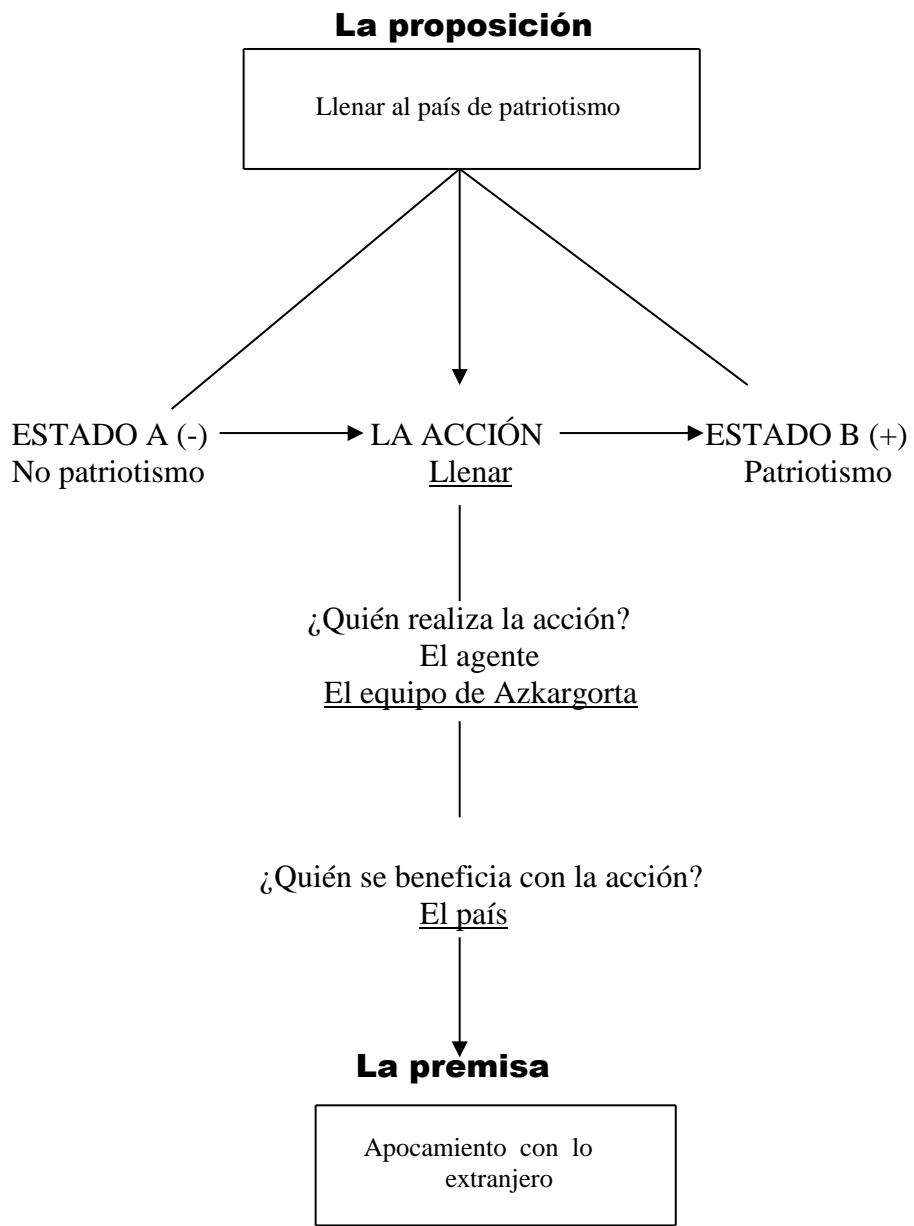 La proposición
Llenar al país de patriotismo
ESTADO A (-) LA ACCIÓN ESTADO B (+)
No patriotismo Llenar Patriotismo
¿Quién realiza la acción?
El agente
El equipo de Azkargorta
¿Quién se beneficia con la acción?
El país
La premisa
Apocamiento con lo
extranjero